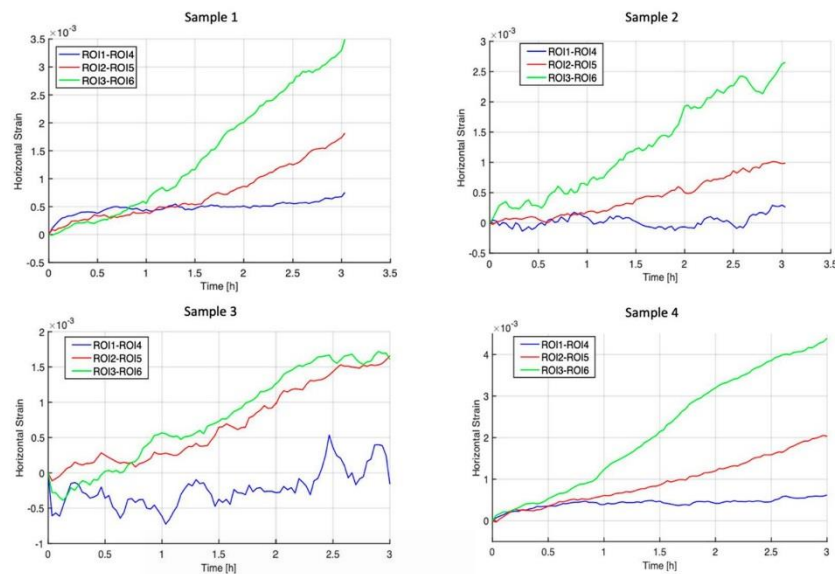 Sample 1
×10⁻³
3.5
3
2.5
2
1.5
1
0.5
0
-0.5
Horizontal Strain
ROI1-ROI4
ROI2-ROI5
ROI3-ROI6
0 0.5 1 1.5 2 2.5 3 3.5
Time [h]
Sample 2
×10⁻³
3
2.5
2
1.5
1
0.5
0
-0.5
Horizontal Strain
ROI1-ROI4
ROI2-ROI5
ROI3-ROI6
0 0.5 1 1.5 2 2.5 3 3.5
Time [h]
Sample 3
×10⁻³
2
1.5
1
0.5
0
-0.5
-1
Horizontal Strain
ROI1-ROI4
ROI2-ROI5
ROI3-ROI6
0 0.5 1 1.5 2 2.5 3
Time [h]
Sample 4
×10⁻³
4
3
2
1
0
Horizontal Strain
ROI1-ROI4
ROI2-ROI5
ROI3-ROI6
0 0.5 1 1.5 2 2.5 3
Time [h]